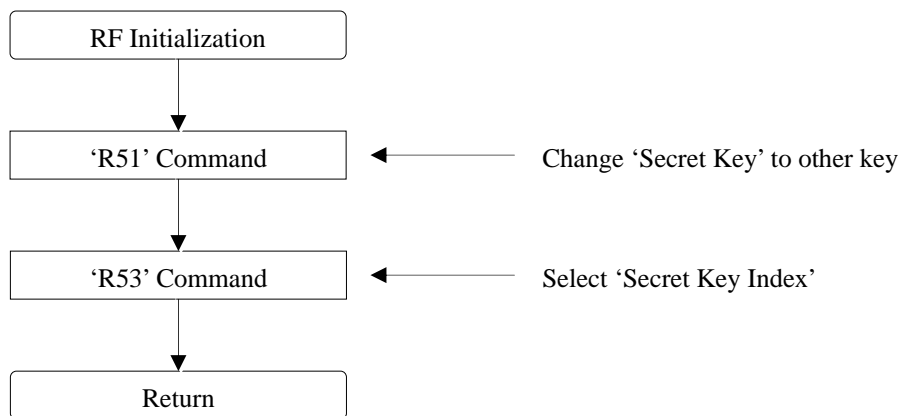 RF Initialization
‘R51’ Command
Change ‘Secret Key’ to other key
‘R53’ Command
Select ‘Secret Key Index’
Return